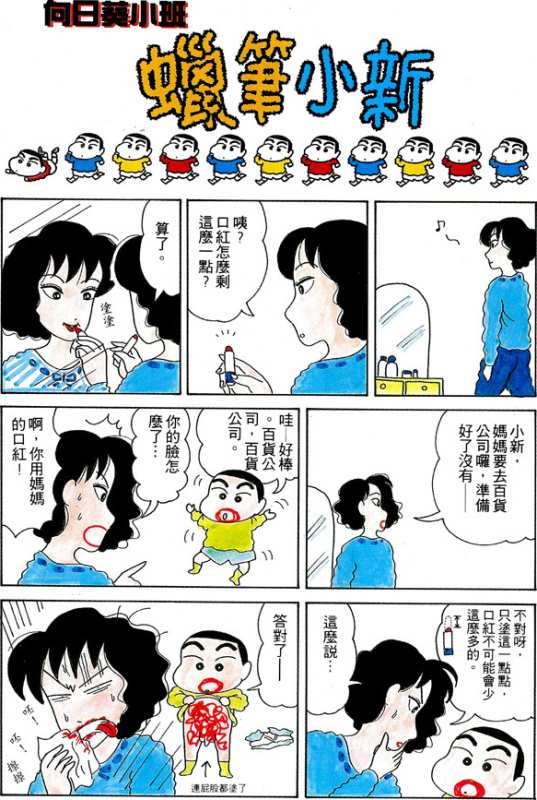 向日葵小班
蠟筆小新
咦?
口紅怎麼剩
這麼一點?
算了。
塗塗
小新,
媽媽要去百貨
公司囉,準備
好了沒有──
哇─好棒
。百貨公
司,百貨
公司。
你的臉怎
麼了…
啊,你用媽媽
的口紅!
不對呀,
只塗這一點點,
口紅不可能會少
這麼多的。
這麼說…
答對了──
連屁股都塗了
呸!
呸!
擦擦